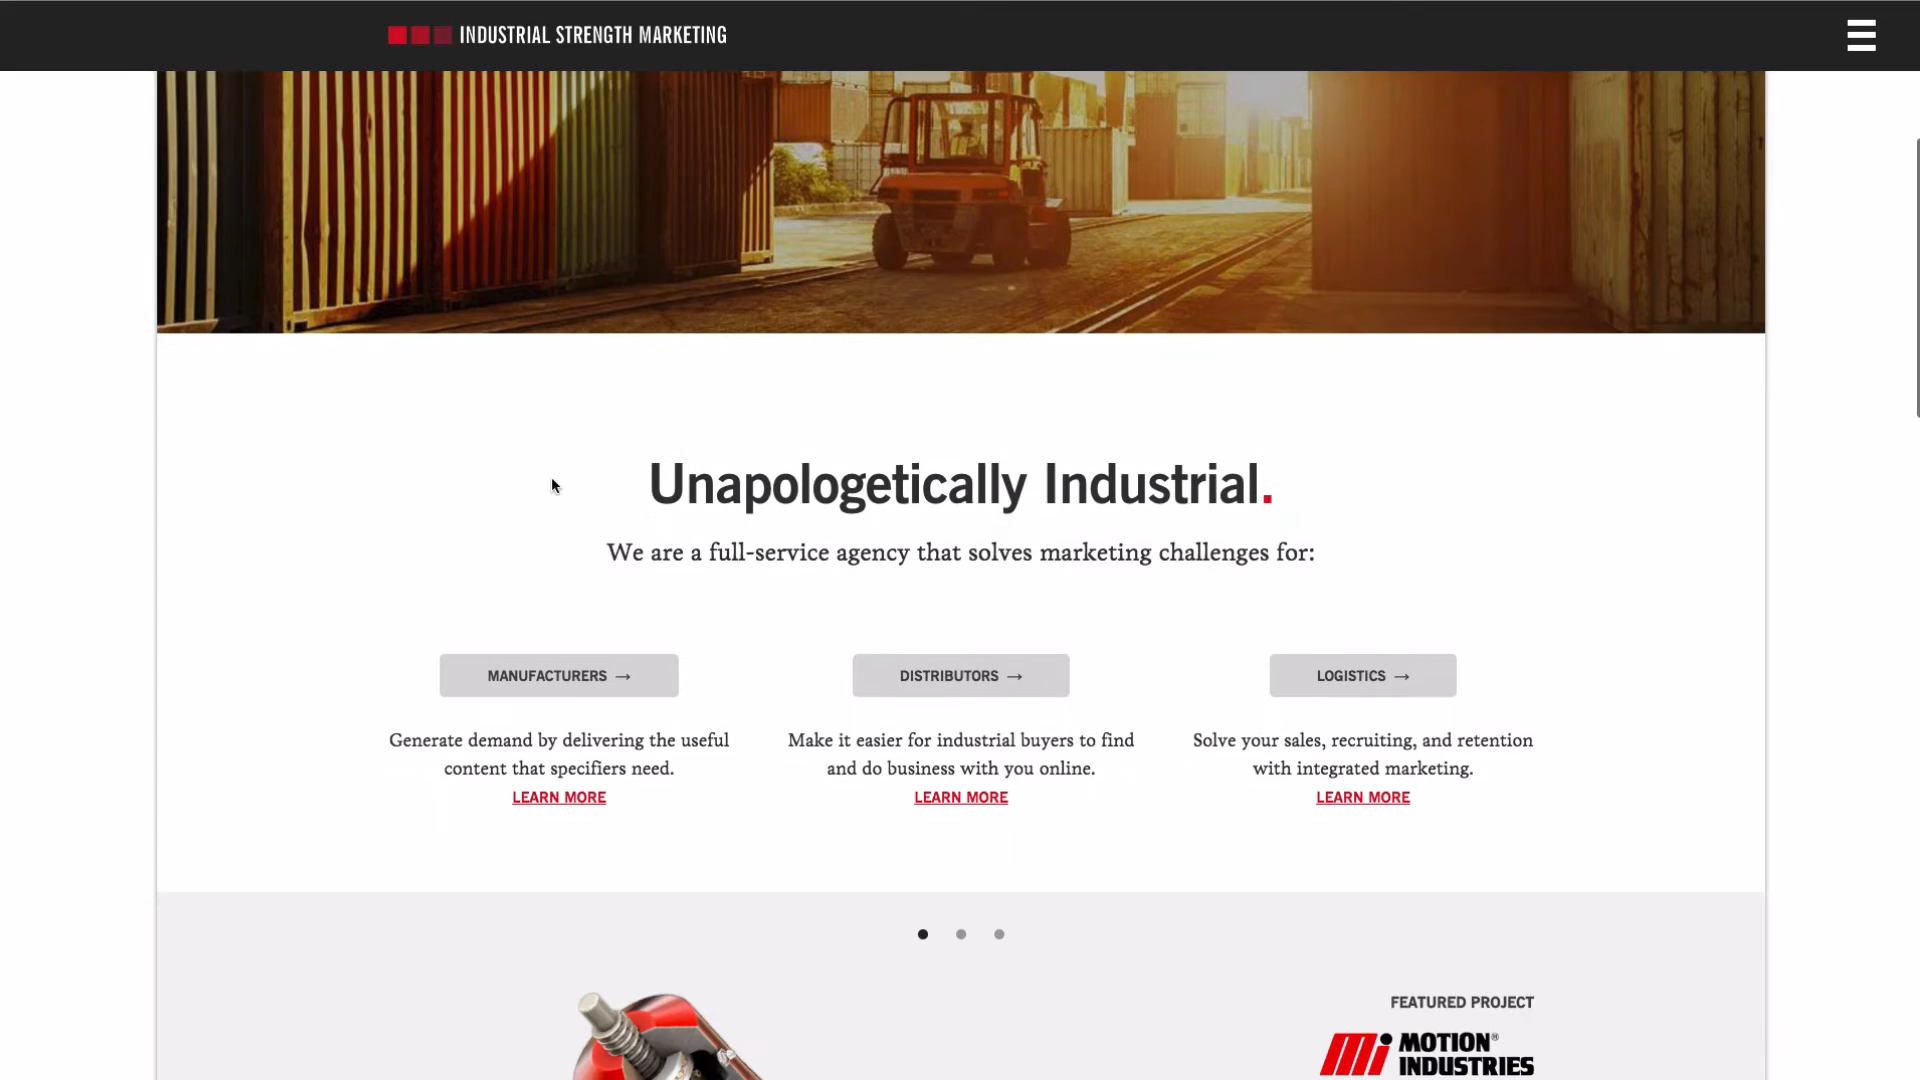 INDUSTRIAL STRENGTH MARKETING
Unapologetically Industrial.
We are a full-service agency that solves marketing challenges for:
MANUFACTURERS →
Generate demand by delivering the useful
content that specifiers need.
LEARN MORE
DISTRIBUTORS →
Make it easier for industrial buyers to find
and do business with you online.
LEARN MORE
LOGISTICS →
Solve your sales, recruiting, and retention
with integrated marketing.
LEARN MORE
FEATURED PROJECT
MOTION®
INDUSTRIES